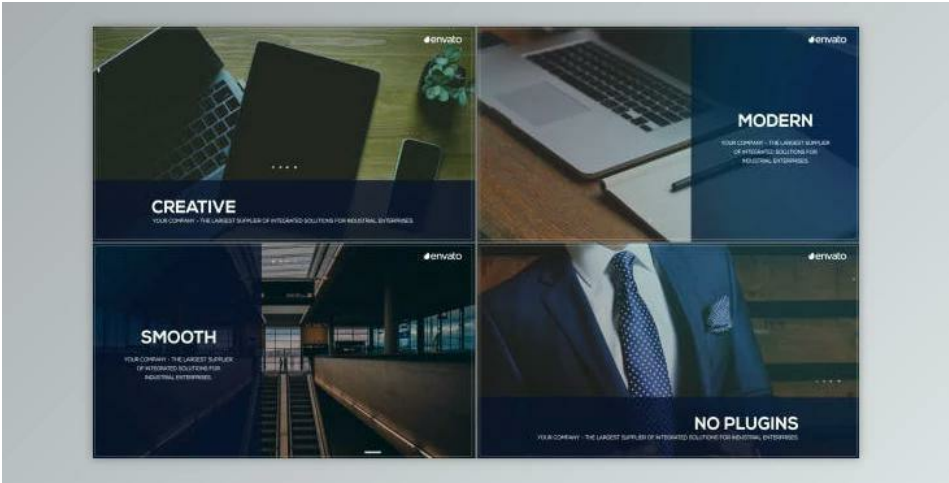 envato
CREATIVE
YOUR COMPANY - THE LARGEST SUPPLIER OF INTEGRATED SOLUTIONS FOR INDUSTRIAL ENTERPRISES
envato
MODERN
YOUR COMPANY - THE LARGEST SUPPLIER
OF INTEGRATED SOLUTIONS FOR
INDUSTRIAL ENTERPRISES
envato
SMOOTH
YOUR COMPANY - THE LARGEST SUPPLIER
OF INTEGRATED SOLUTIONS FOR
INDUSTRIAL ENTERPRISES
envato
NO PLUGINS
YOUR COMPANY - THE LARGEST SUPPLIER OF INTEGRATED SOLUTIONS FOR INDUSTRIAL ENTERPRISES